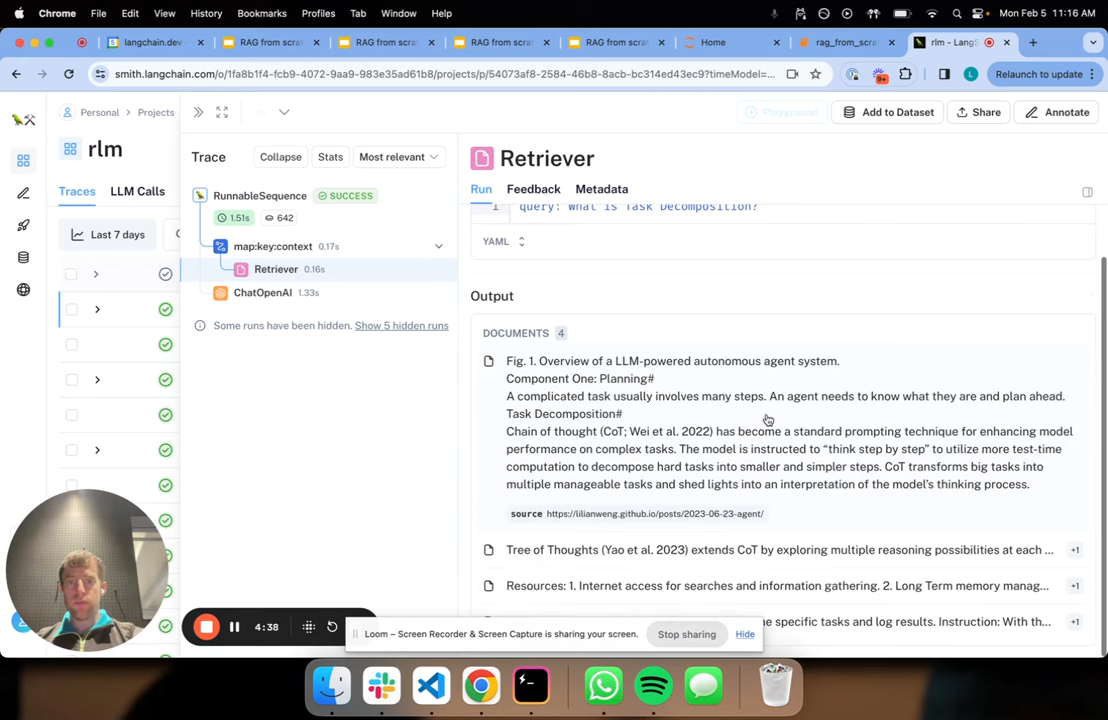 Chrome File Edit View History Bookmarks Profiles Tab Window Help Mon Feb 5 11:16 AM
langchain.dev - RAG from scra RAG from scra RAG from scra RAG from scra Home rag_from_scra rlm - LangS
smith.langchain.com/o/1fa8b1f4-fcb9-4072-9aa9-983e35ad61b8/projects/p/54073af8-2584-46b8-8acb-bc314ed43ec9?timeModel=... 9+ L Relaunch to update
Personal > Projects
Playground Add to Dataset Share Annotate
rlm
Trace Collapse Stats Most relevant
Retriever
Traces LLM Calls
RunnableSequence SUCCESS
Run Feedback Metadata
1.51s 642
1 query: What is Task Decomposition?
Last 7 days
map:key:context 0.17s
YAML
Retriever 0.16s
ChatOpenAI 1.33s
Output
Some runs have been hidden. Show 5 hidden runs
DOCUMENTS 4
Fig. 1. Overview of a LLM-powered autonomous agent system.
Component One: Planning#
A complicated task usually involves many steps. An agent needs to know what they are and plan ahead.
Task Decomposition#
Chain of thought (CoT; Wei et al. 2022) has become a standard prompting technique for enhancing model
performance on complex tasks. The model is instructed to “think step by step” to utilize more test-time
computation to decompose hard tasks into smaller and simpler steps. CoT transforms big tasks into
multiple manageable tasks and shed lights into an interpretation of the model’s thinking process.
source https://lilianweng.github.io/posts/2023-06-23-agent/
Tree of Thoughts (Yao et al. 2023) extends CoT by exploring multiple reasoning possibilities at each ... +1
Resources: 1. Internet access for searches and information gathering. 2. Long Term memory manag... +1
e specific tasks and log results. Instruction: With th... +1
4:38
Loom – Screen Recorder & Screen Capture is sharing your screen. Stop sharing Hide